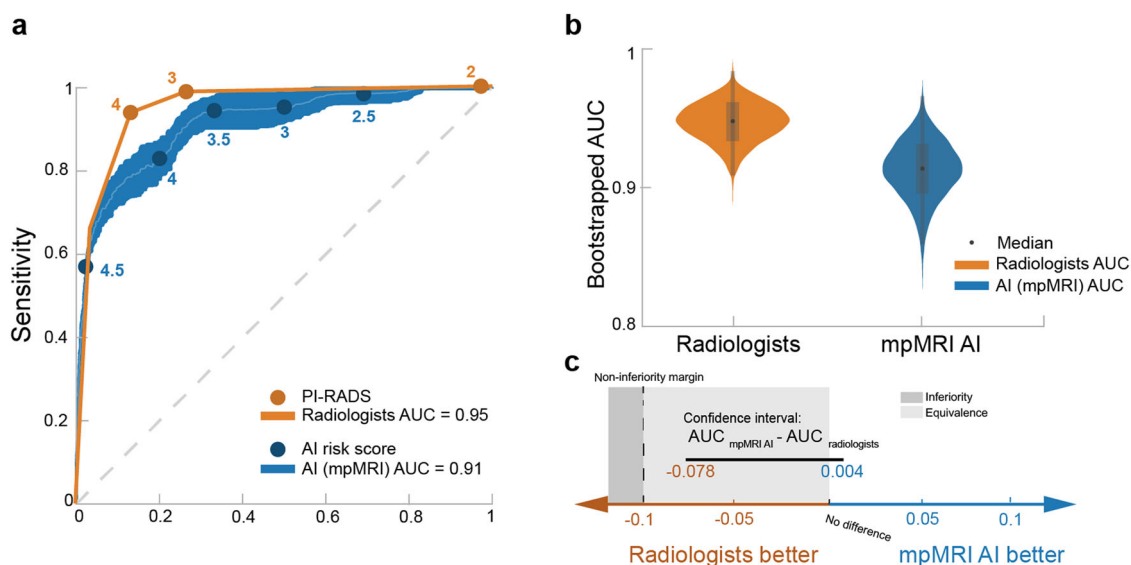 a
1
0.8
0.6
0.4
0.2
0
Sensitivity
4
3
2
3.5
3
2.5
4
4.5
PI-RADS
Radiologists AUC = 0.95
AI risk score
AI (mpMRI) AUC = 0.91
0
0.2
0.4
0.6
0.8
1
b
1
0.9
0.8
Bootstrapped AUC
Median
Radiologists AUC
AI (mpMRI) AUC
Radiologists
mpMRI AI
c
Non-inferiority margin
Inferiority
Equivalence
Confidence interval:
AUC mpMRI AI - AUC radiologists
-0.078
0.004
-0.1
-0.05
No difference
0.05
0.1
Radiologists better
mpMRI AI better